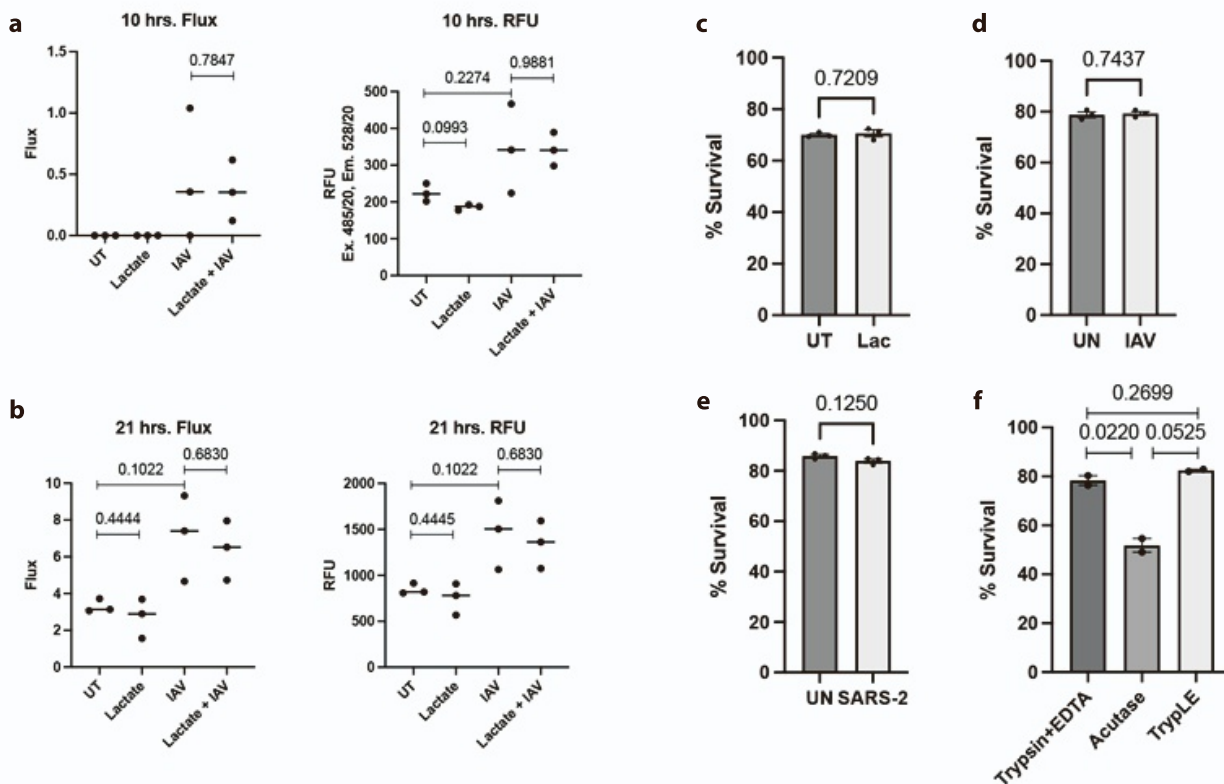 a
10 hrs. Flux
0.7847
1.5
1.0
0.5
0.0
Flux
UT
Lactate
IAV
Lactate + IAV
10 hrs. RFU
0.9881
0.2274
0.0993
500
400
300
200
100
0
RFU
Ex. 485/20, Em. 528/20
UT
Lactate
IAV
Lactate + IAV
b
21 hrs. Flux
0.6830
0.1022
0.4444
10
8
6
4
2
0
Flux
UT
Lactate
IAV
Lactate + IAV
21 hrs. RFU
0.6830
0.1022
0.4445
2000
1500
1000
500
0
RFU
UT
Lactate
IAV
Lactate + IAV
c
0.7209
100
80
60
40
20
0
% Survival
UT Lac
d
0.7437
100
80
60
40
20
0
% Survival
UN IAV
e
0.1250
100
80
60
40
20
0
% Survival
UN SARS-2
f
0.2699
0.0220 0.0525
100
80
60
40
20
0
% Survival
Trypsin+EDTA
Acutase
TrypLE